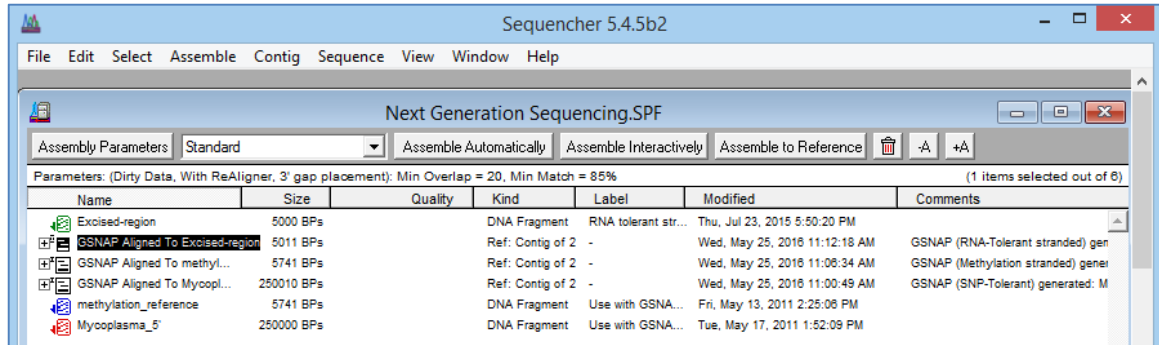 Sequencher 5.4.5b2
File Edit Select Assemble Contig Sequence View Window Help
Next Generation Sequencing.SPF
Assembly Parameters Standard Assemble Automatically Assemble Interactively Assemble to Reference -A +A
Parameters: (Dirty Data, With ReAligner, 3' gap placement): Min Overlap = 20, Min Match = 85% (1 items selected out of 6)
Name Size Quality Kind Label Modified Comments
Excised-region 5000 BPs DNA Fragment RNA tolerant str... Thu, Jul 23, 2015 5:50:20 PM
GSNAP Aligned To Excised-region 5011 BPs Ref: Contig of 2 - Wed, May 25, 2016 11:12:18 AM GSNAP (RNA-Tolerant stranded) gen
GSNAP Aligned To methyl... 5741 BPs Ref: Contig of 2 - Wed, May 25, 2016 11:06:34 AM GSNAP (Methylation stranded) gener
GSNAP Aligned To Mycopl... 250010 BPs Ref: Contig of 2 - Wed, May 25, 2016 11:00:49 AM GSNAP (SNP-Tolerant) generated: M
methylation_reference 5741 BPs DNA Fragment Use with GSNA... Fri, May 13, 2011 2:25:06 PM
Mycoplasma_5' 250000 BPs DNA Fragment Use with GSNA... Tue, May 17, 2011 1:52:09 PM